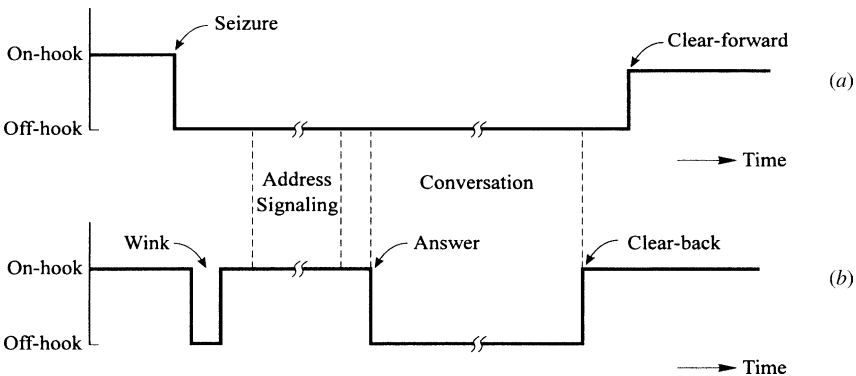 Seizure
Clear-forward
On-hook
(a)
Off-hook
Time
Address
Signaling
Conversation
Wink
Answer
Clear-back
On-hook
(b)
Off-hook
Time